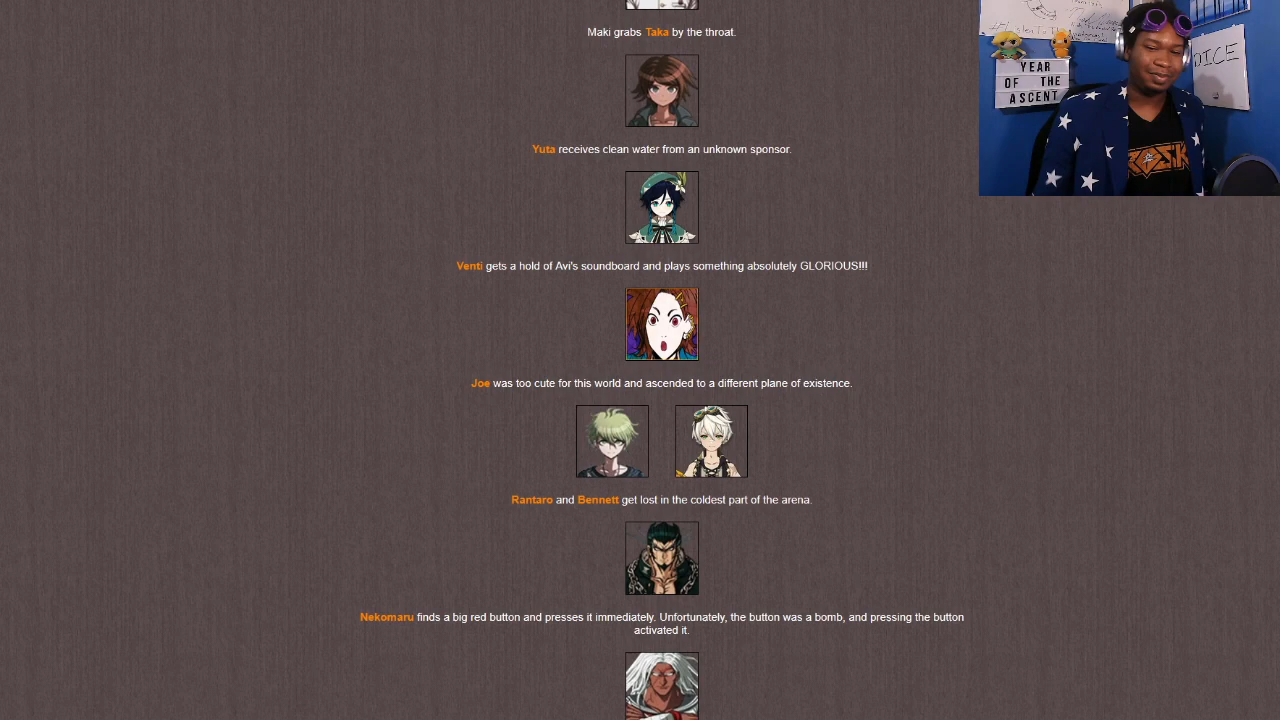 Maki grabs Taka by the throat.
Yuta receives clean water from an unknown sponsor.
Venti gets a hold of Avi's soundboard and plays something absolutely GLORIOUS!!!
Joe was too cute for this world and ascended to a different plane of existence.
Rantaro and Bennett get lost in the coldest part of the arena.
Nekomaru finds a big red button and presses it immediately. Unfortunately, the button was a bomb, and pressing the button
activated it.
YEAR
OF THE
ASCENT
DICE